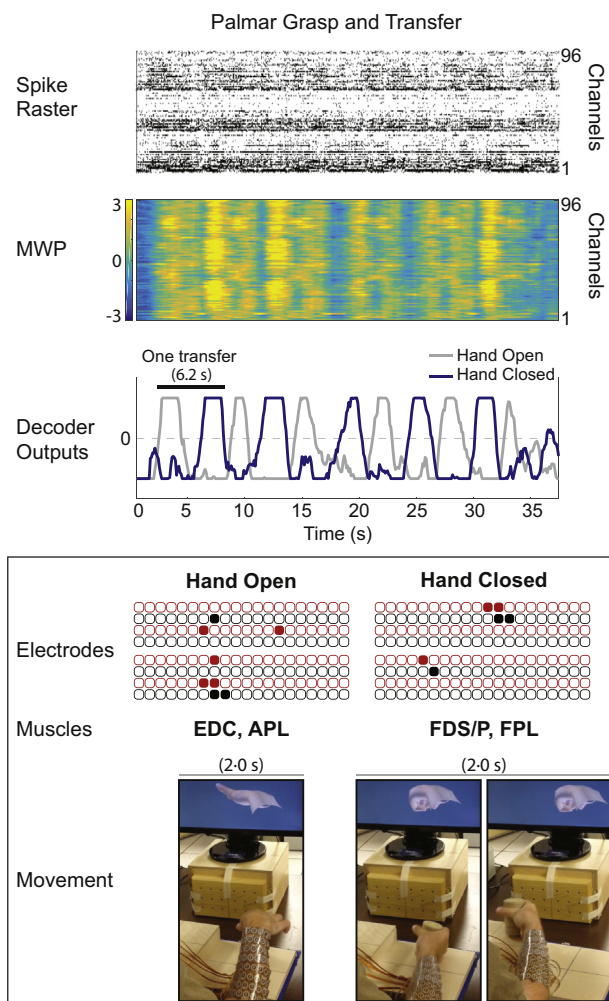 Palmar Grasp and Transfer
Spike
Raster
96
Channels
1
MWP
3
0
-3
96
Channels
1
One transfer
(6.2 s)
Hand Open
Hand Closed
Decoder
Outputs
0
0 5 10 15 20 25 30 35
Time (s)
Hand Open Hand Closed
Electrodes
Muscles EDC, APL FDS/P, FPL
(2·0 s) (2·0 s)
Movement